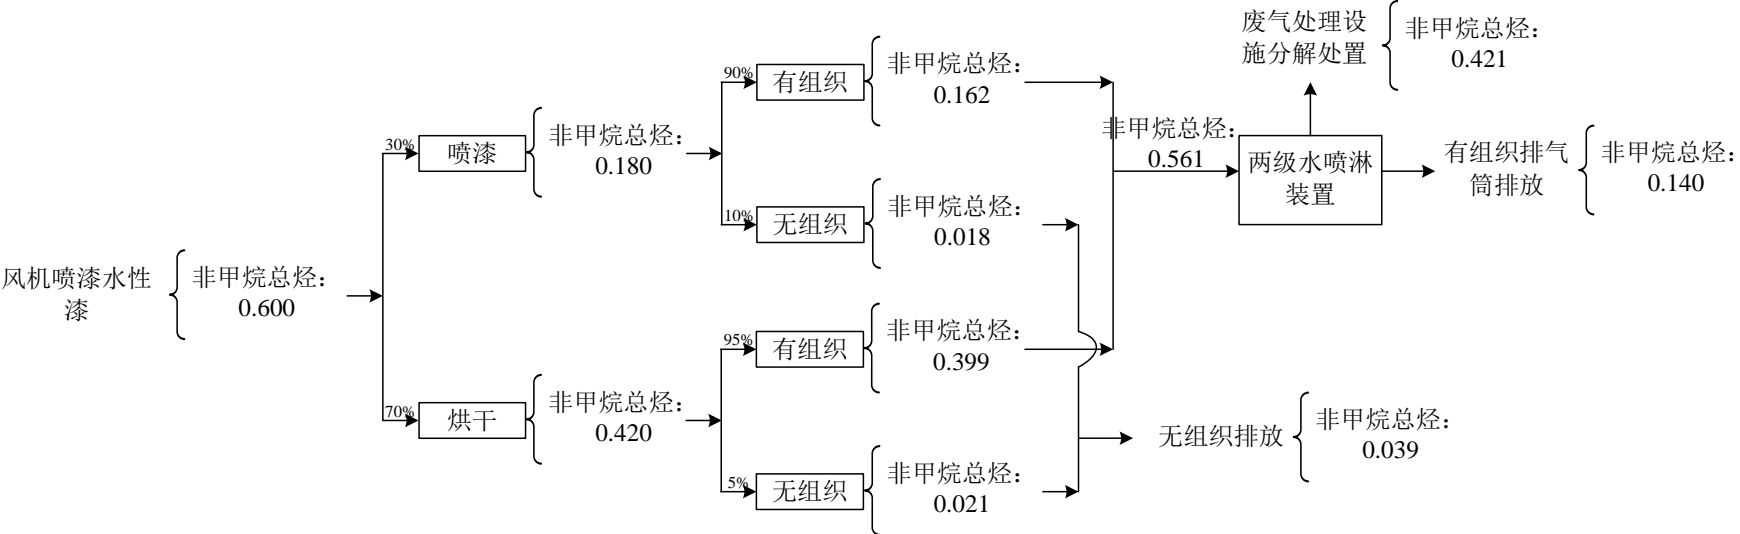 风机喷漆水性
漆
非甲烷总烃：
0.600
30%
喷漆
非甲烷总烃：
0.180
70%
烘干
非甲烷总烃：
0.420
90%
有组织
非甲烷总烃：
0.162
10%
无组织
非甲烷总烃：
0.018
95%
有组织
非甲烷总烃：
0.399
5%
无组织
非甲烷总烃：
0.021
非甲烷总烃：
0.561
两级水喷淋
装置
废气处理设
施分解处置
非甲烷总烃：
0.421
有组织排气
筒排放
非甲烷总烃：
0.140
无组织排放
非甲烷总烃：
0.039